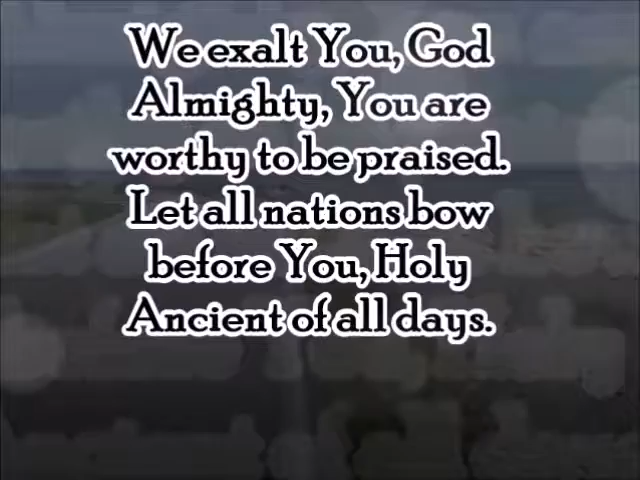 We exalt You, God
Almighty, You are
worthy to be praised.
Let all nations bow
before You, Holy
Ancient of all days.